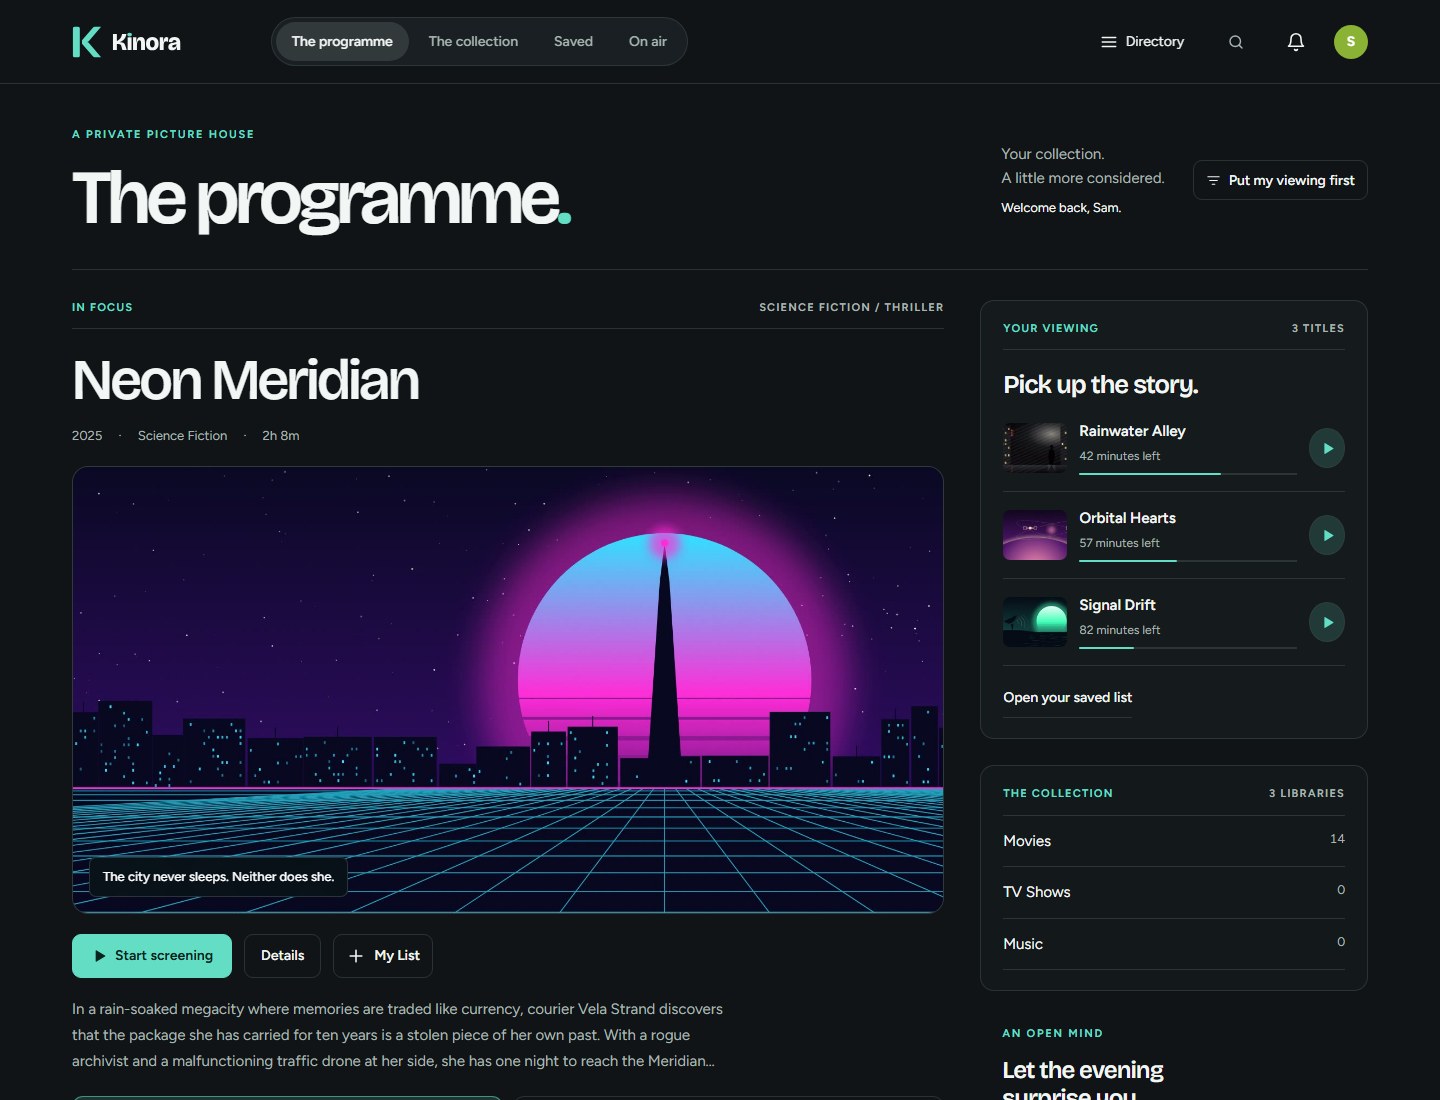 Kinora
The programme
The collection
Saved
On air
Directory
S
A PRIVATE PICTURE HOUSE
The programme.
Your collection.
A little more considered.
Welcome back, Sam.
Put my viewing first
IN FOCUS
SCIENCE FICTION / THRILLER
Neon Meridian
2025 · Science Fiction · 2h 8m
The city never sleeps. Neither does she.
Start screening
Details
My List
In a rain-soaked megacity where memories are traded like currency, courier Vela Strand discovers
that the package she has carried for ten years is a stolen piece of her own past. With a rogue
archivist and a malfunctioning traffic drone at her side, she has one night to reach the Meridian...
YOUR VIEWING
3 TITLES
Pick up the story.
Rainwater Alley
42 minutes left
Orbital Hearts
57 minutes left
Signal Drift
82 minutes left
Open your saved list
THE COLLECTION
3 LIBRARIES
Movies
14
TV Shows
0
Music
0
AN OPEN MIND
Let the evening
surprise you